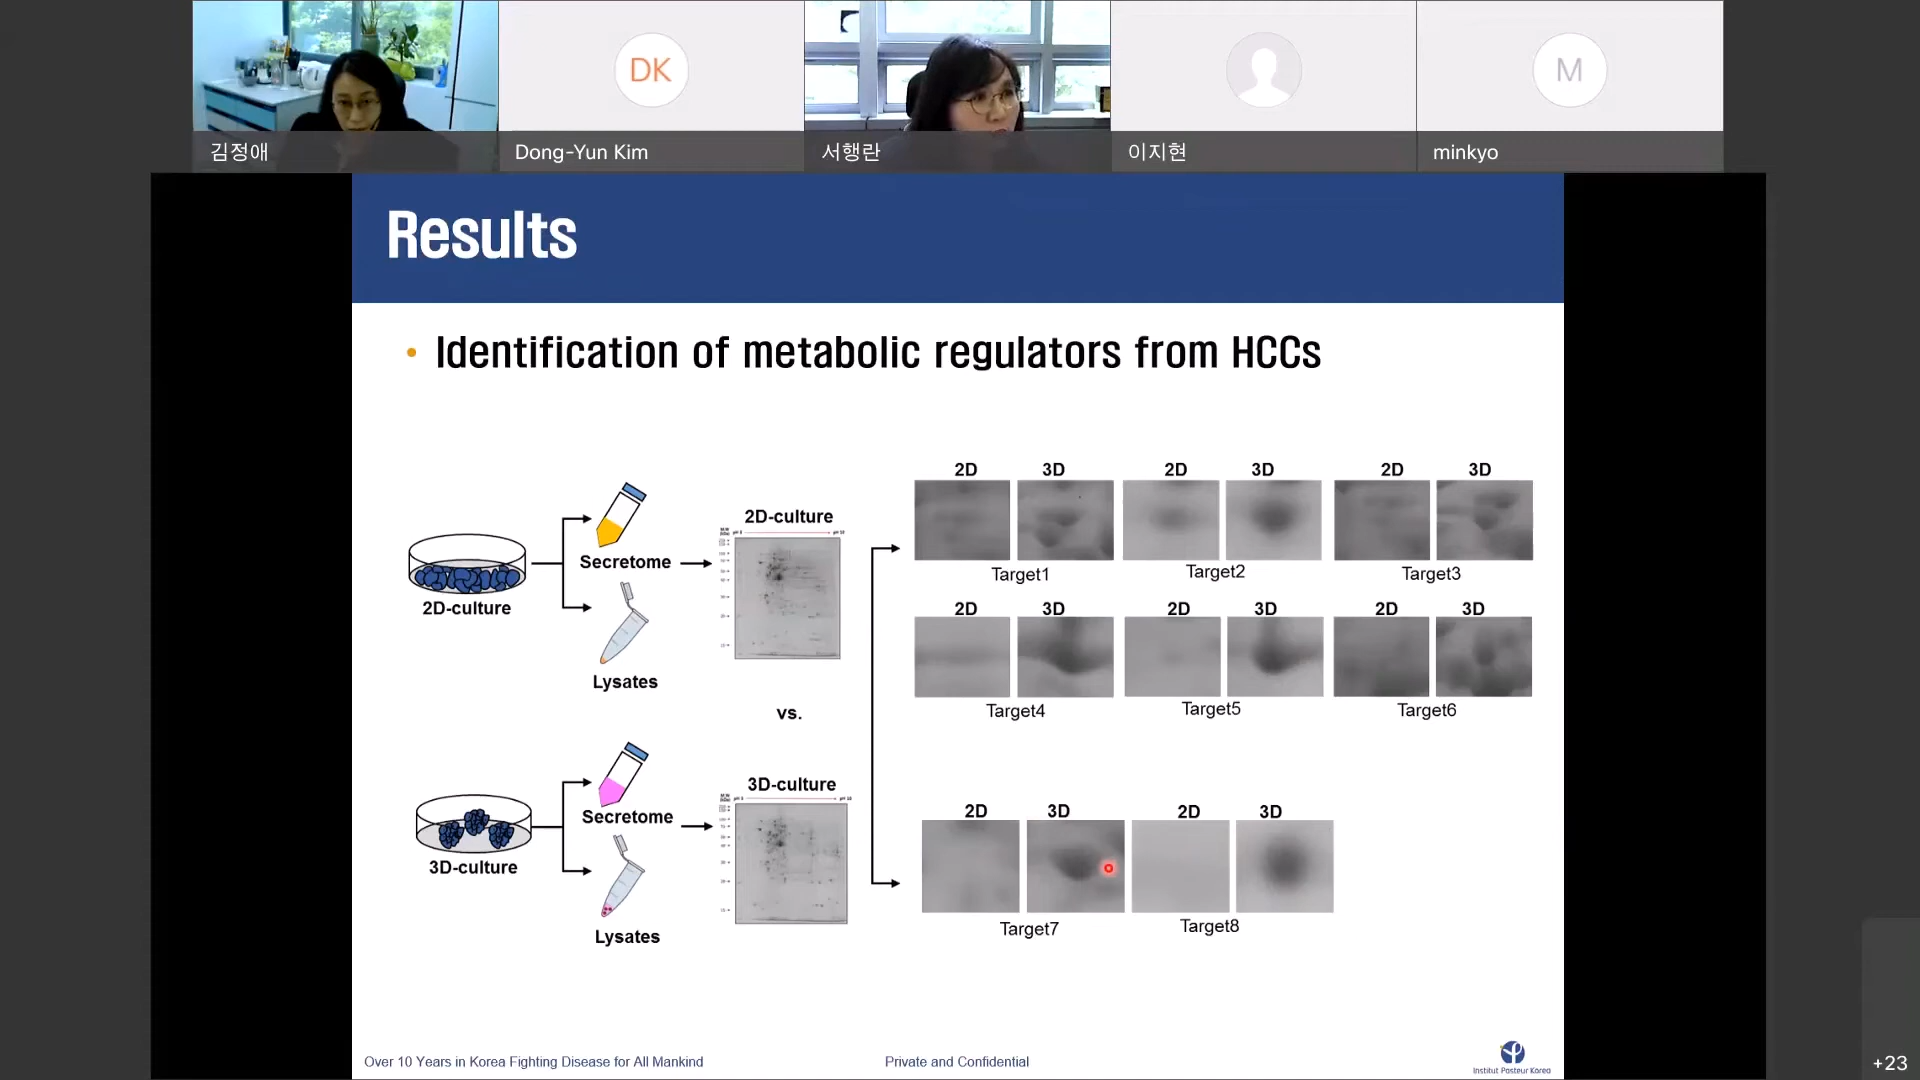 DK
M
김정애
Dong-Yun Kim
서행란
이지현
minkyo
Results
• Identification of metabolic regulators from HCCs
2D-culture
Secretome
Lysates
2D-culture
vs.
3D-culture
Secretome
Lysates
3D-culture
2D 3D 2D 3D 2D 3D
Target1 Target2 Target3
2D 3D 2D 3D 2D 3D
Target4 Target5 Target6
2D 3D 2D 3D
Target7 Target8
Over 10 Years in Korea Fighting Disease for All Mankind
Private and Confidential
Institut Pasteur Korea
+23